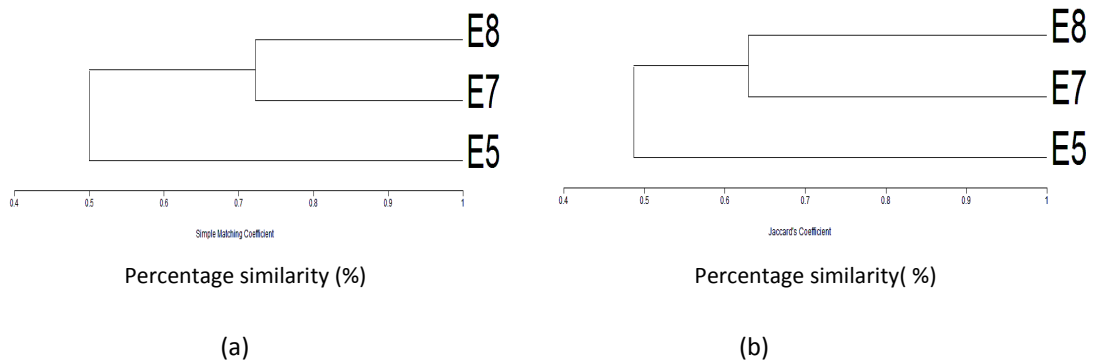 E8
E7
E5
0.4 0.5 0.6 0.7 0.8 0.9 1
Simple Matching Coefficient
Percentage similarity (%)
(a)
E8
E7
E5
0.4 0.5 0.6 0.7 0.8 0.9 1
Jaccard's Coefficient
Percentage similarity( %)
(b)